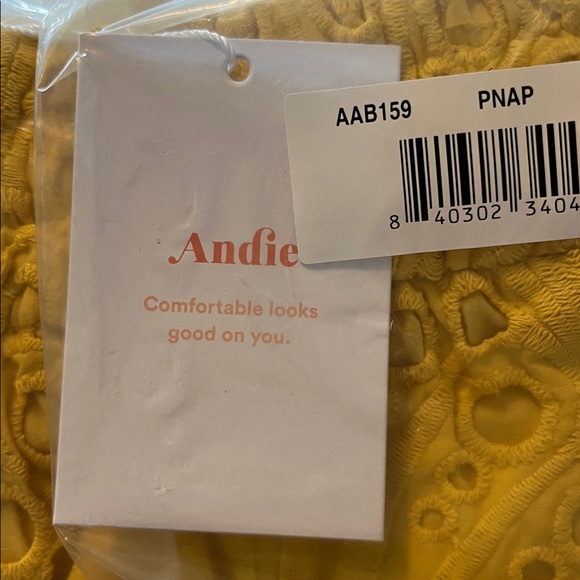 AAB159 PNAP
8 40302 3404
Andie
Comfortable looks
good on you.